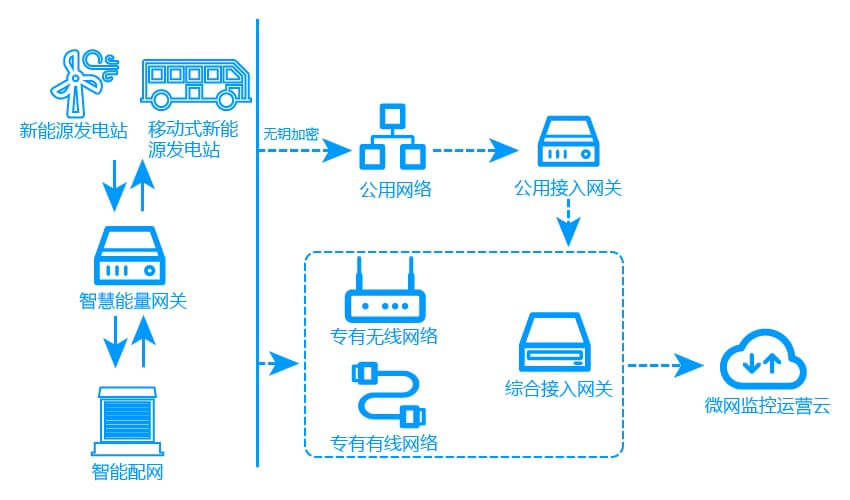 新能源发电站
移动式新能
源发电站
无钥加密
公用网络
公用接入网关
智慧能量网关
专有无线网络
综合接入网关
微网监控运营云
专有有线网络
智能配网